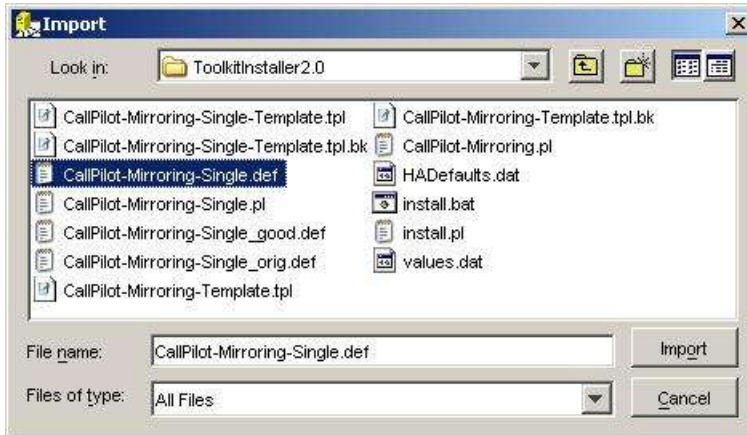 Import
Look in: ToolkitInstaller2.0
CallPilot-Mirroring-Single-Template.tpl
CallPilot-Mirroring-Single-Template.tpl.bk
CallPilot-Mirroring-Single.def
CallPilot-Mirroring-Single.pl
CallPilot-Mirroring-Single_good.def
CallPilot-Mirroring-Single_orig.def
CallPilot-Mirroring-Template.tpl
CallPilot-Mirroring-Template.tpl.bk
CallPilot-Mirroring.pl
HADefaults.dat
install.bat
install.pl
values.dat
File name: CallPilot-Mirroring-Single.def Import
Files of type: All Files Cancel